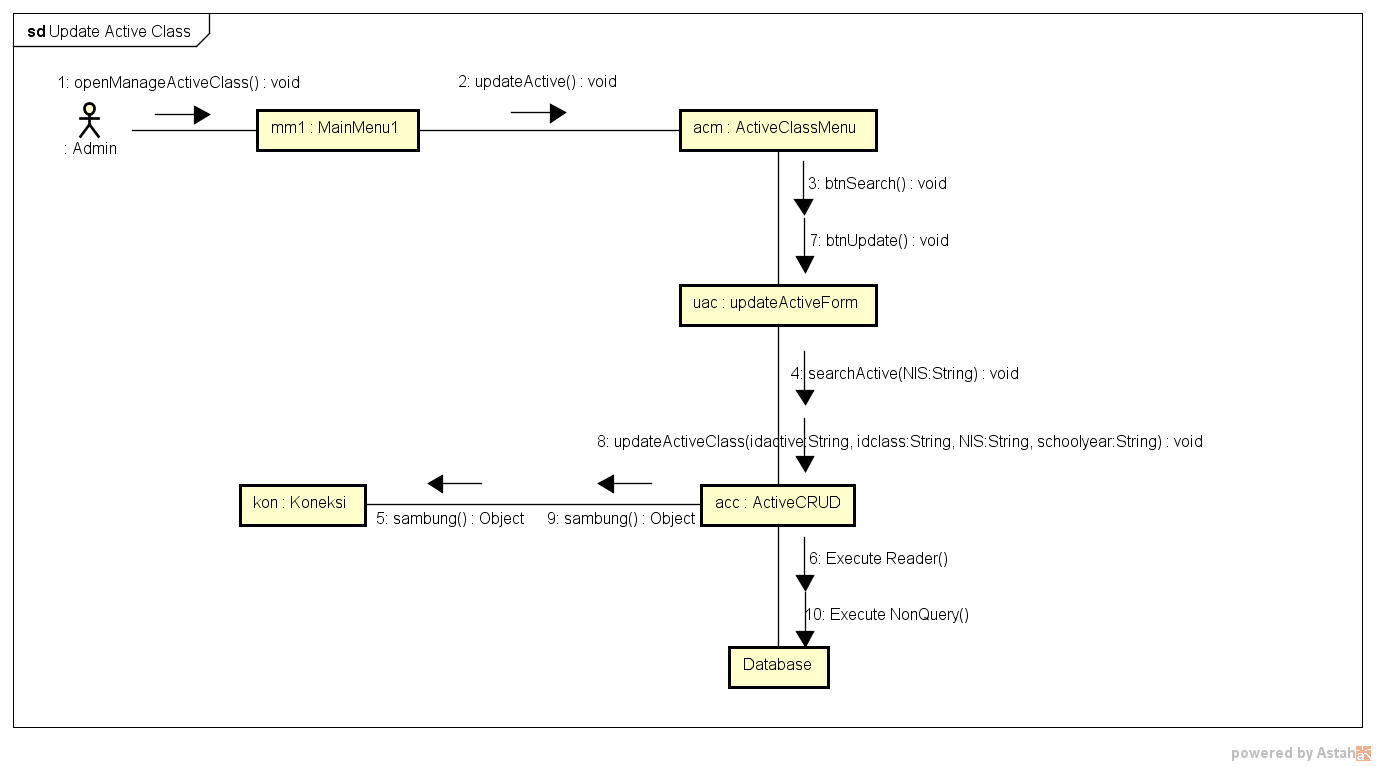 sd Update Active Class
1: openManageActiveClass() : void
2: updateActive() : void
mm1 : MainMenu1
acm : ActiveClassMenu
: Admin
3: btnSearch() : void
7: btnUpdate() : void
uac : updateActiveForm
4: searchActive(NIS:String) : void
8: updateActiveClass(idactive:String, idclass:String, NIS:String, schoolyear:String) : void
kon : Koneksi
acc : ActiveCRUD
5: sambung() : Object
9: sambung() : Object
6: Execute Reader()
10: Execute NonQuery()
Database
powered by Astah